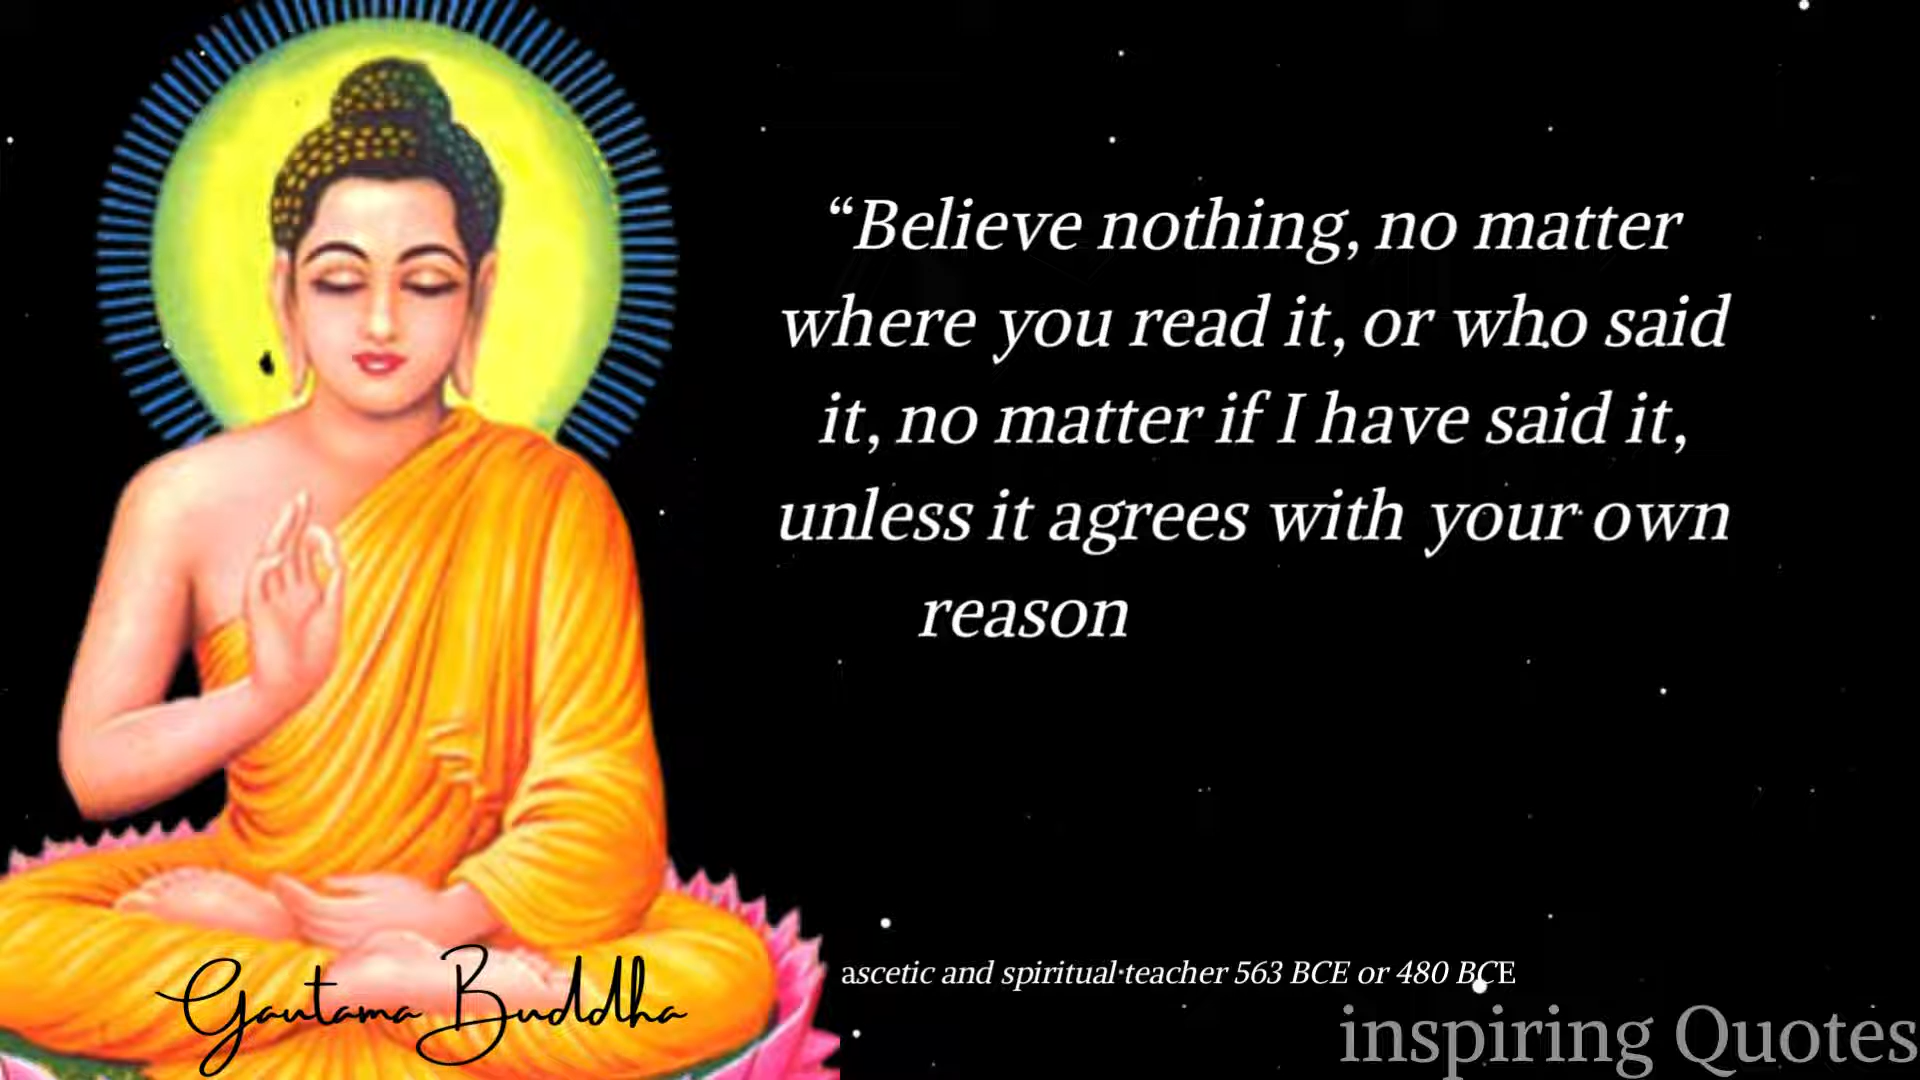 “Believe nothing, no matter
where you read it, or who said
it, no matter if I have said it,
unless it agrees with your own
reason
Gautama Buddha
ascetic and spiritual teacher 563 BCE or 480 BCE
inspiring Quotes